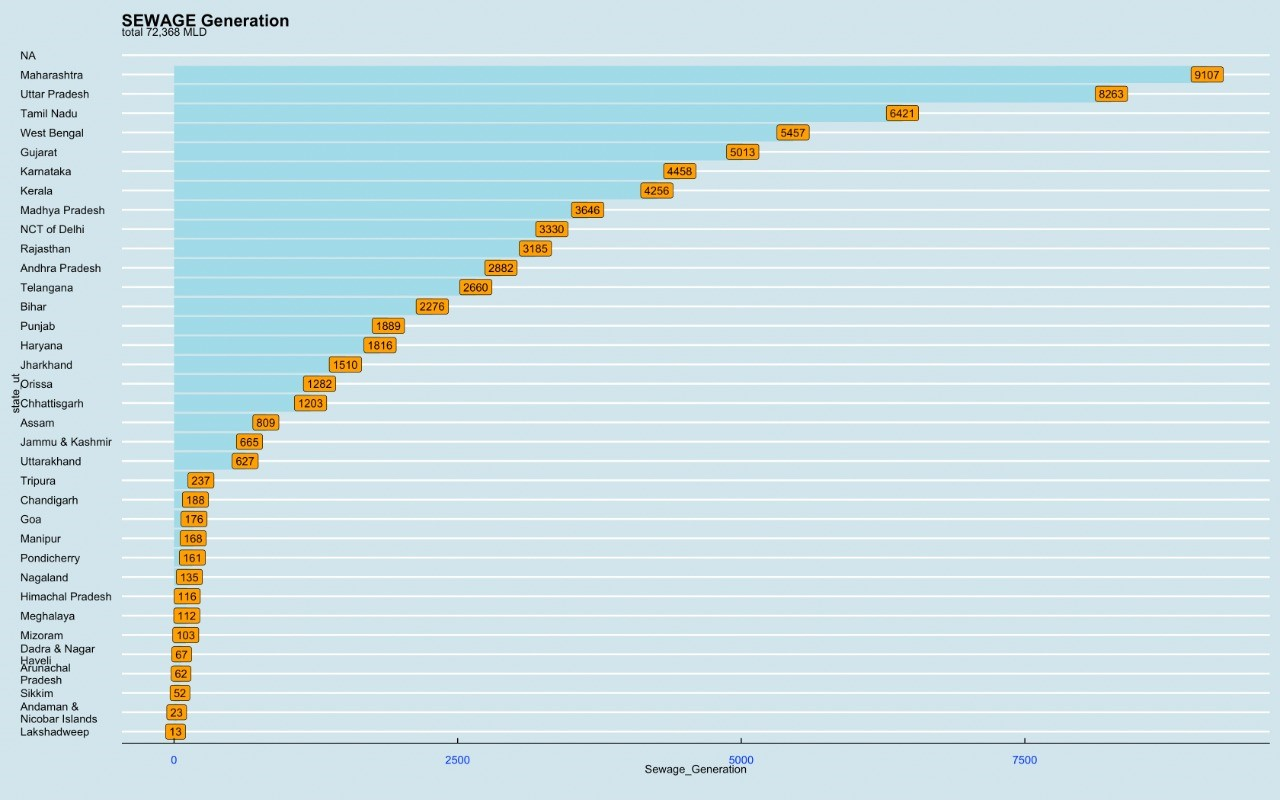 SEWAGE Generation
total 72,368 MLD
NA
Maharashtra 9107
Uttar Pradesh 8263
Tamil Nadu 6421
West Bengal 5457
Gujarat 5013
Karnataka 4458
Kerala 4256
Madhya Pradesh 3646
NCT of Delhi 3330
Rajasthan 3185
Andhra Pradesh 2882
Telangana 2660
Bihar 2276
Punjab 1889
Haryana 1816
Jharkhand 1510
Orissa 1282
Chhattisgarh 1203
Assam 809
Jammu & Kashmir 665
Uttarakhand 627
Tripura 237
Chandigarh 188
Goa 176
Manipur 168
Pondicherry 161
Nagaland 135
Himachal Pradesh 116
Meghalaya 112
Mizoram 103
Dadra & Nagar
Haveli 67
Arunachal
Pradesh 62
Sikkim 52
Andaman &
Nicobar Islands 23
Lakshadweep 13
state_ut
0 2500 5000 7500
Sewage_Generation